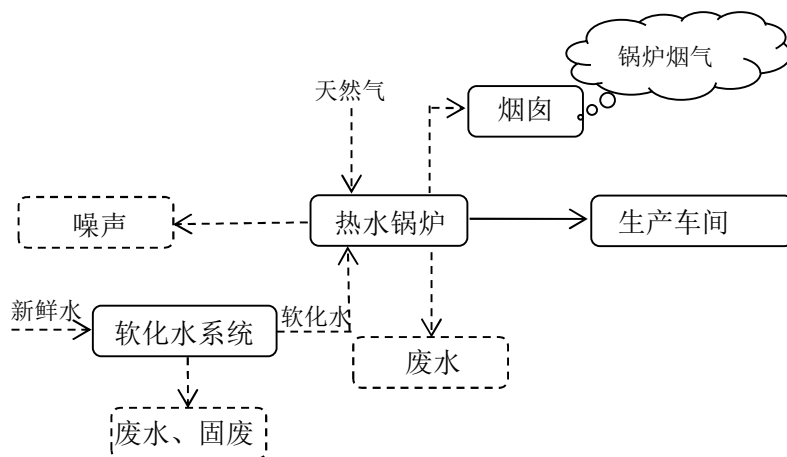 锅炉烟气
天然气
烟囱
噪声
热水锅炉
生产车间
新鲜水
软化水系统
软化水
废水
废水、固废